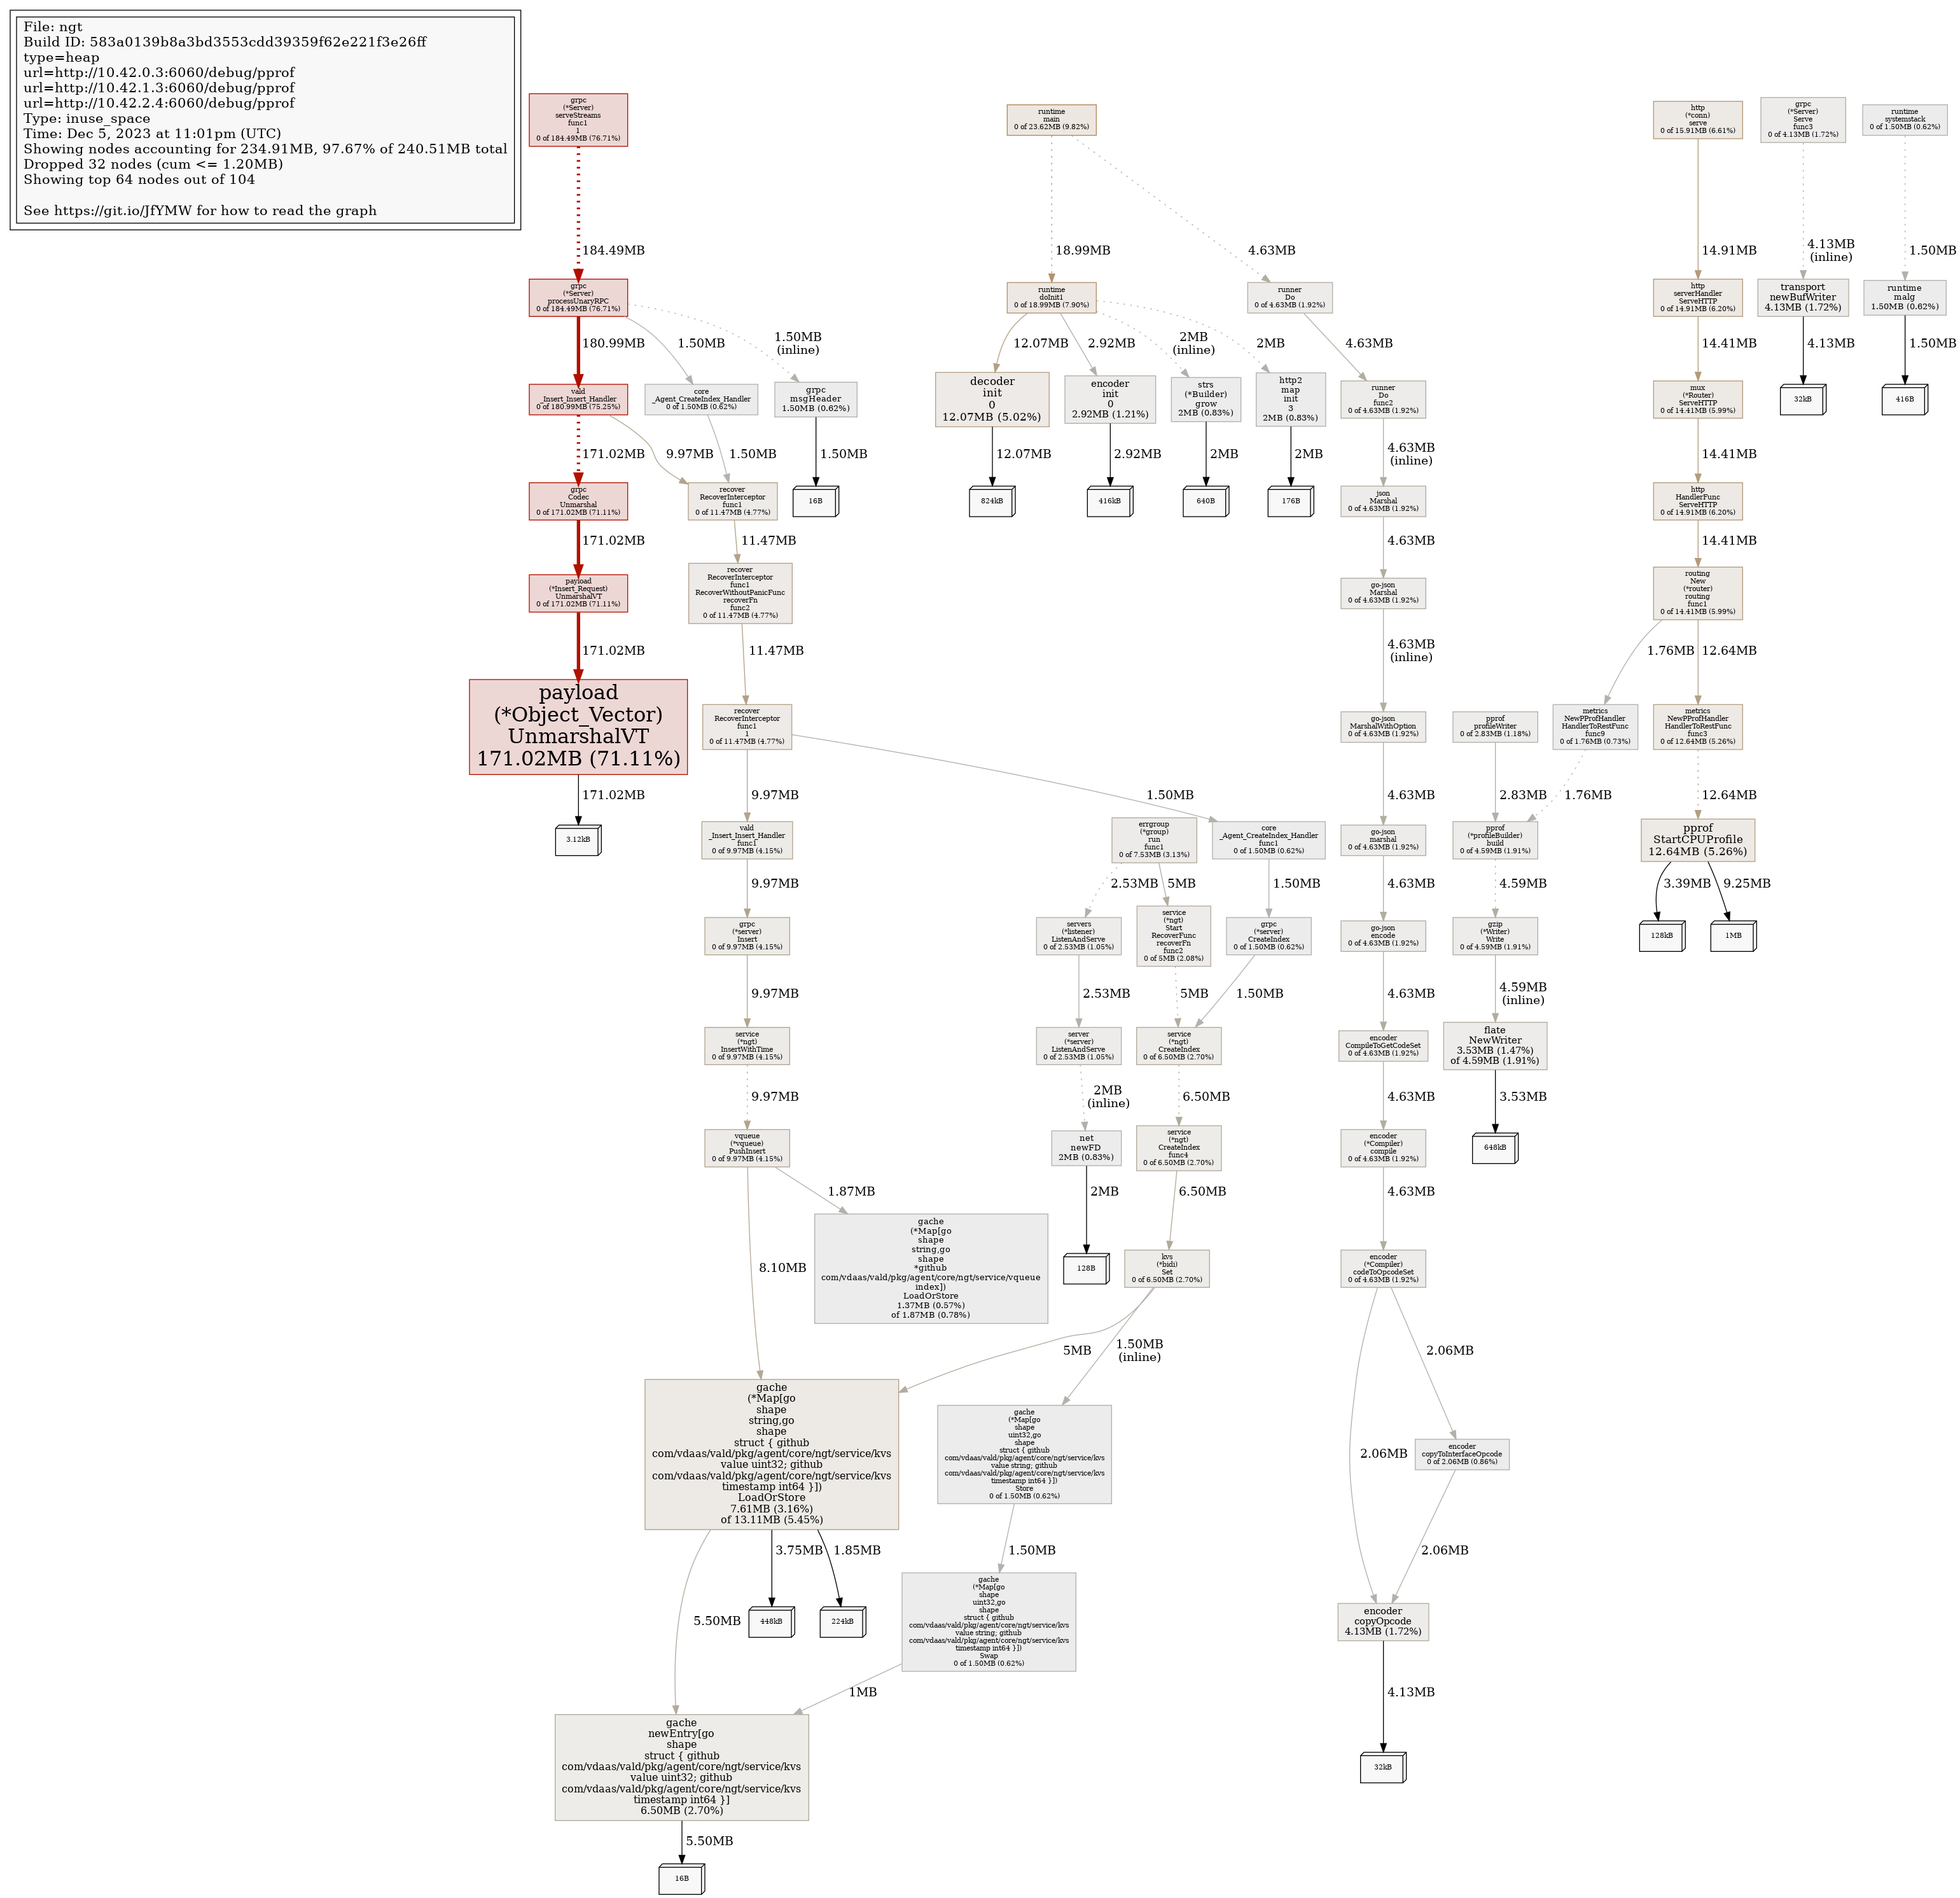 File: ngt
Build ID: 583a0139b8a3bd3553cdd39359f62e221f3e26ff
type=heap
url=http://10.42.0.3:6060/debug/pprof
url=http://10.42.1.3:6060/debug/pprof
url=http://10.42.2.4:6060/debug/pprof
Type: inuse_space
Time: Dec 5, 2023 at 11:01pm (UTC)
Showing nodes accounting for 234.91MB, 97.67% of 240.51MB total
Dropped 32 nodes (cum <= 1.20MB)
Showing top 64 nodes out of 104
See https://git.io/JfYMW for how to read the graph
grpc
(*Server)
serveStreams
func1
1
0 of 184.49MB (76.71%)
184.49MB
grpc
(*Server)
processUnaryRPC
0 of 184.49MB (76.71%)
180.99MB
1.50MB
1.50MB
(inline)
vald
_Insert_Insert_Handler
0 of 180.99MB (75.25%)
core
_Agent_CreateIndex_Handler
0 of 1.50MB (0.62%)
grpc
msgHeader
1.50MB (0.62%)
171.02MB
9.97MB
1.50MB
1.50MB
16B
grpc
Codec
Unmarshal
0 of 171.02MB (71.11%)
171.02MB
payload
(*Insert_Request)
UnmarshalVT
0 of 171.02MB (71.11%)
171.02MB
payload
(*Object_Vector)
UnmarshalVT
171.02MB (71.11%)
171.02MB
3.12kB
recover
RecoverInterceptor
func1
0 of 11.47MB (4.77%)
11.47MB
recover
RecoverInterceptor
func1
RecoverWithoutPanicFunc
recoverFn
func2
0 of 11.47MB (4.77%)
11.47MB
recover
RecoverInterceptor
func1
1
0 of 11.47MB (4.77%)
9.97MB
1.50MB
vald
_Insert_Insert_Handler
func1
0 of 9.97MB (4.15%)
9.97MB
grpc
(*server)
Insert
0 of 9.97MB (4.15%)
9.97MB
service
(*ngt)
InsertWithTime
0 of 9.97MB (4.15%)
9.97MB
vqueue
(*vqueue)
PushInsert
0 of 9.97MB (4.15%)
1.87MB
8.10MB
gache
(*Map[go
shape
string,go
shape
*github
com/vdaas/vald/pkg/agent/core/ngt/service/vqueue
index])
LoadOrStore
1.37MB (0.57%)
of 1.87MB (0.78%)
errgroup
(*group)
run
func1
0 of 7.53MB (3.13%)
2.53MB
5MB
core
_Agent_CreateIndex_Handler
func1
0 of 1.50MB (0.62%)
1.50MB
servers
(*listener)
ListenAndServe
0 of 2.53MB (1.05%)
2.53MB
service
(*ngt)
Start
RecoverFunc
recoverFn
func2
0 of 5MB (2.08%)
5MB
grpc
(*server)
CreateIndex
0 of 1.50MB (0.62%)
1.50MB
server
(*server)
ListenAndServe
0 of 2.53MB (1.05%)
2MB
(inline)
service
(*ngt)
CreateIndex
0 of 6.50MB (2.70%)
6.50MB
net
newFD
2MB (0.83%)
2MB
128B
service
(*ngt)
CreateIndex
func4
0 of 6.50MB (2.70%)
6.50MB
kvs
(*bidi)
Set
0 of 6.50MB (2.70%)
5MB
1.50MB
(inline)
gache
(*Map[go
shape
string,go
shape
struct { github
com/vdaas/vald/pkg/agent/core/ngt/service/kvs
value uint32; github
com/vdaas/vald/pkg/agent/core/ngt/service/kvs
timestamp int64 }])
LoadOrStore
7.61MB (3.16%)
of 13.11MB (5.45%)
5.50MB
3.75MB
1.85MB
448kB
224kB
gache
(*Map[go
shape
uint32,go
shape
struct { github
com/vdaas/vald/pkg/agent/core/ngt/service/kvs
value string; github
com/vdaas/vald/pkg/agent/core/ngt/service/kvs
timestamp int64 }])
Store
0 of 1.50MB (0.62%)
1.50MB
gache
(*Map[go
shape
uint32,go
shape
struct { github
com/vdaas/vald/pkg/agent/core/ngt/service/kvs
value string; github
com/vdaas/vald/pkg/agent/core/ngt/service/kvs
timestamp int64 }])
Swap
0 of 1.50MB (0.62%)
1MB
gache
newEntry[go
shape
struct { github
com/vdaas/vald/pkg/agent/core/ngt/service/kvs
value uint32; github
com/vdaas/vald/pkg/agent/core/ngt/service/kvs
timestamp int64 }]
6.50MB (2.70%)
5.50MB
16B
runtime
main
0 of 23.62MB (9.82%)
18.99MB
4.63MB
runtime
doInit1
0 of 18.99MB (7.90%)
12.07MB
2.92MB
2MB
(inline)
2MB
decoder
init
0
12.07MB (5.02%)
12.07MB
824kB
encoder
init
0
2.92MB (1.21%)
2.92MB
416kB
strs
(*Builder)
grow
2MB (0.83%)
2MB
640B
http2
map
init
3
2MB (0.83%)
2MB
176B
runner
Do
0 of 4.63MB (1.92%)
4.63MB
runner
Do
func2
0 of 4.63MB (1.92%)
4.63MB
(inline)
json
Marshal
0 of 4.63MB (1.92%)
4.63MB
go-json
Marshal
0 of 4.63MB (1.92%)
4.63MB
(inline)
go-json
MarshalWithOption
0 of 4.63MB (1.92%)
4.63MB
go-json
marshal
0 of 4.63MB (1.92%)
4.63MB
go-json
encode
0 of 4.63MB (1.92%)
4.63MB
encoder
CompileToGetCodeSet
0 of 4.63MB (1.92%)
4.63MB
encoder
(*Compiler)
compile
0 of 4.63MB (1.92%)
4.63MB
encoder
(*Compiler)
codeToOpcodeSet
0 of 4.63MB (1.92%)
2.06MB
2.06MB
encoder
copyToInterfaceOpcode
0 of 2.06MB (0.86%)
2.06MB
encoder
copyOpcode
4.13MB (1.72%)
4.13MB
32kB
http
(*conn)
serve
0 of 15.91MB (6.61%)
14.91MB
http
serverHandler
ServeHTTP
0 of 14.91MB (6.20%)
14.41MB
mux
(*Router)
ServeHTTP
0 of 14.41MB (5.99%)
14.41MB
http
HandlerFunc
ServeHTTP
0 of 14.91MB (6.20%)
14.41MB
routing
New
(*router)
routing
func1
0 of 14.41MB (5.99%)
1.76MB
12.64MB
pprof
profileWriter
0 of 2.83MB (1.18%)
2.83MB
metrics
NewPProfHandler
HandlerToRestFunc
func9
0 of 1.76MB (0.73%)
1.76MB
metrics
NewPProfHandler
HandlerToRestFunc
func3
0 of 12.64MB (5.26%)
12.64MB
pprof
(*profileBuilder)
build
0 of 4.59MB (1.91%)
4.59MB
gzip
(*Writer)
Write
0 of 4.59MB (1.91%)
4.59MB
(inline)
flate
NewWriter
3.53MB (1.47%)
of 4.59MB (1.91%)
3.53MB
648kB
pprof
StartCPUProfile
12.64MB (5.26%)
3.39MB
9.25MB
128kB
1MB
grpc
(*Server)
Serve
func3
0 of 4.13MB (1.72%)
4.13MB
(inline)
transport
newBufWriter
4.13MB (1.72%)
4.13MB
32kB
runtime
systemstack
0 of 1.50MB (0.62%)
1.50MB
runtime
malg
1.50MB (0.62%)
1.50MB
416B